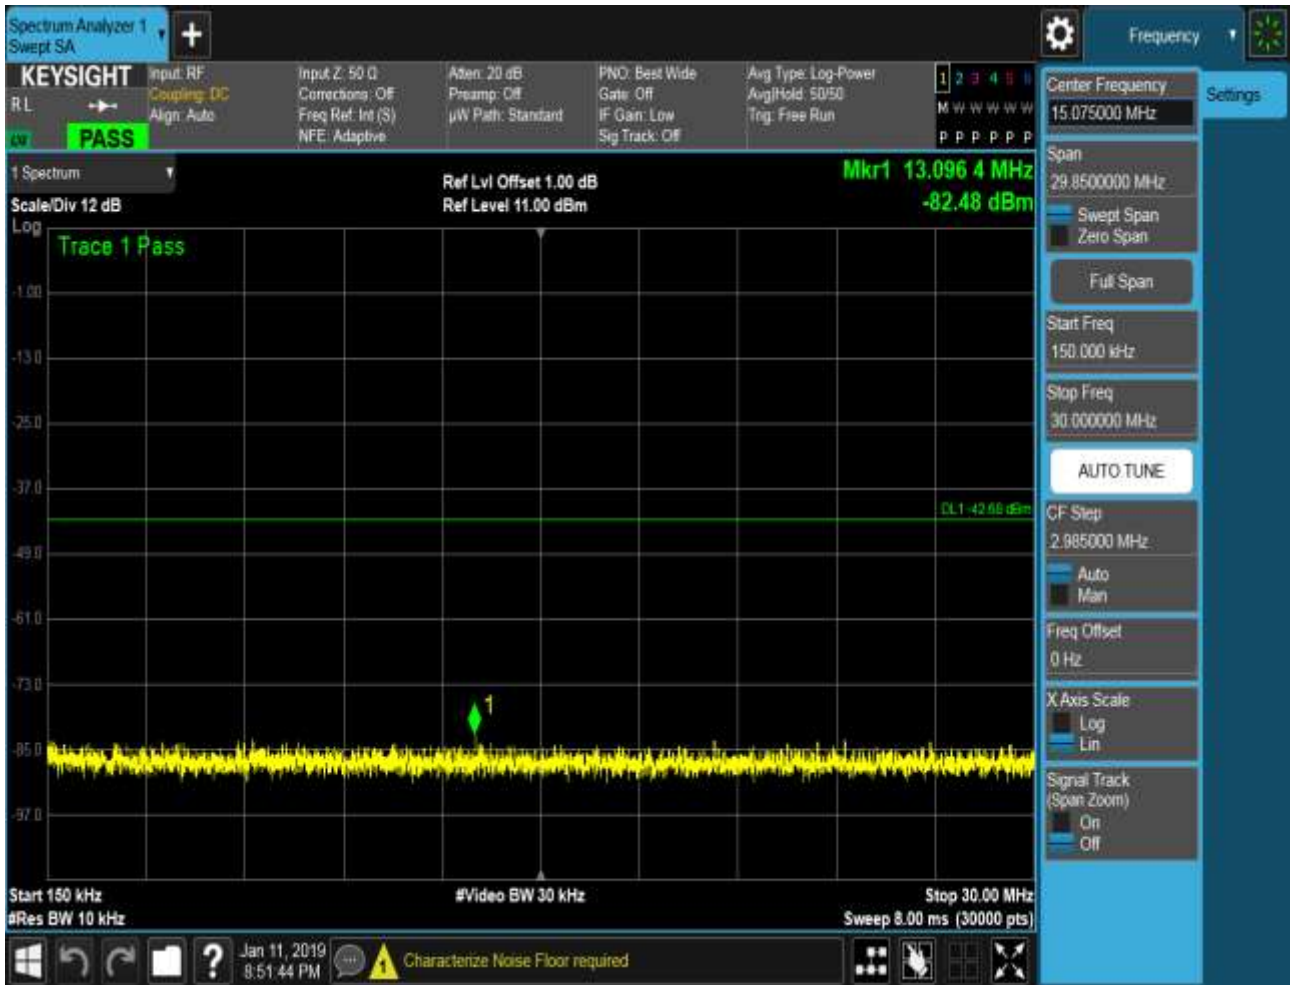 Spectrum Analyzer 1
Swept SA
Frequency
KEYSIGHT
R L
PASS
Input: RF
Coupling: DC
Align: Auto
Input Z: 50 Ω
Corrections: Off
Freq Ref: Int (S)
NFE: Adaptive
Atten: 20 dB
Preamp: Off
µW Path: Standard
PNO: Best Wide
Gate: Off
IF Gain: Low
Sig Track: Off
Avg Type: Log-Power
Avg|Hold: 50/50
Trig: Free Run
1 2 3 4 5 6
M W W W W W
P P P P P P
1 Spectrum
Scale/Div 12 dB
Ref Lvl Offset 1.00 dB
Ref Level 11.00 dBm
Mkr1 13.096 4 MHz
-82.48 dBm
Log
Trace 1 Pass
-1.00
-13.0
-25.0
-37.0
DL1 -42.68 dBm
-49.0
-61.0
-73.0
1
-85.0
-97.0
Start 150 kHz
#Video BW 30 kHz
Stop 30.00 MHz
#Res BW 10 kHz
Sweep 8.00 ms (30000 pts)
Center Frequency
15.075000 MHz
Settings
Span
29.8500000 MHz
Swept Span
Zero Span
Full Span
Start Freq
150.000 kHz
Stop Freq
30.000000 MHz
AUTO TUNE
CF Step
2.985000 MHz
Auto
Man
Freq Offset
0 Hz
X Axis Scale
Log
Lin
Signal Track
(Span Zoom)
On
Off
?
Jan 11, 2019
8:51:44 PM
1
Characterize Noise Floor required